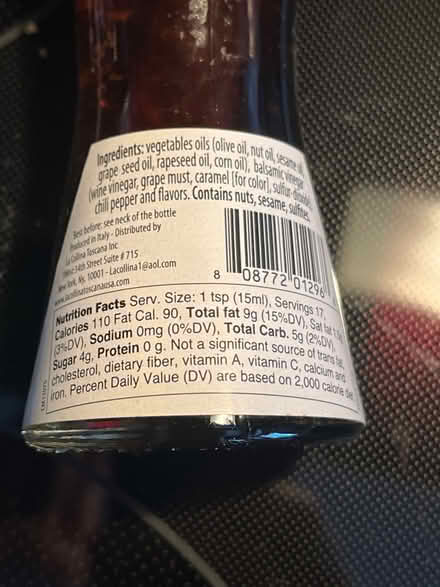 Ingredients: vegetables oils (olive oil, nut oil, sesame oil,
grape seed oil, rapeseed oil, corn oil), balsamic vinegar
(wine vinegar, grape must, caramel [for color], sulfur dioxide),
chili pepper and flavors. Contains nuts, sesame, sulfites.
Best before: see neck of the bottle
Produced in Italy - Distributed by
La Collina Toscana Inc
14th Street Suite # 715
New York, Ny, 10001 - Lacollina1@aol.com
www.lacollinatoscanausa.com
8 08772 01296
Nutrition Facts Serv. Size: 1 tsp (15ml), Servings 17,
Calories 110 Fat Cal. 90, Total fat 9g (15%DV), Sat fat
(3%DV), Sodium 0mg (0%DV), Total Carb. 5g (2%DV),
Sugar 4g, Protein 0 g. Not a significant source of trans fat,
cholesterol, dietary fiber, vitamin A, vitamin C, calcium and
iron. Percent Daily Value (DV) are based on 2,000 calorie diet